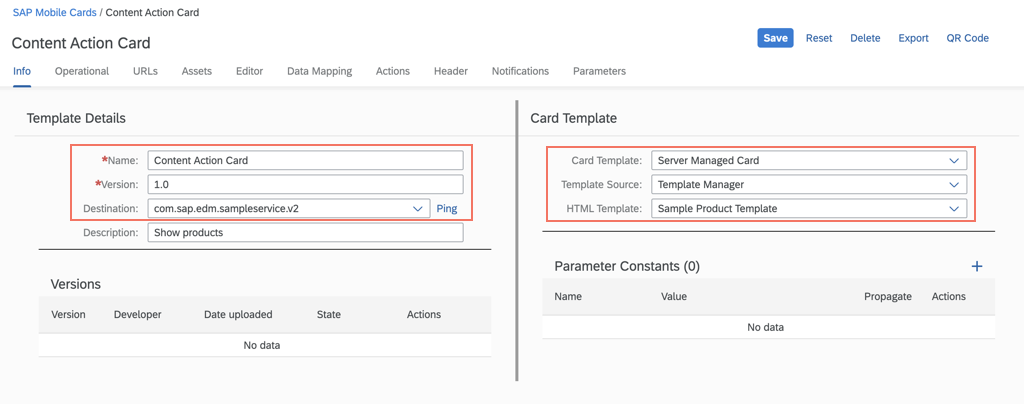 SAP Mobile Cards / Content Action Card
Content Action Card
Save Reset Delete Export QR Code
Info Operational URLs Assets Editor Data Mapping Actions Header Notifications Parameters
Template Details
*Name: Content Action Card
*Version: 1.0
Destination: com.sap.edm.sampleservice.v2 Ping
Description: Show products
Versions
Version Developer Date uploaded State Actions
No data
Card Template
Card Template: Server Managed Card
Template Source: Template Manager
HTML Template: Sample Product Template
Parameter Constants (0) +
Name Value Propagate Actions
No data